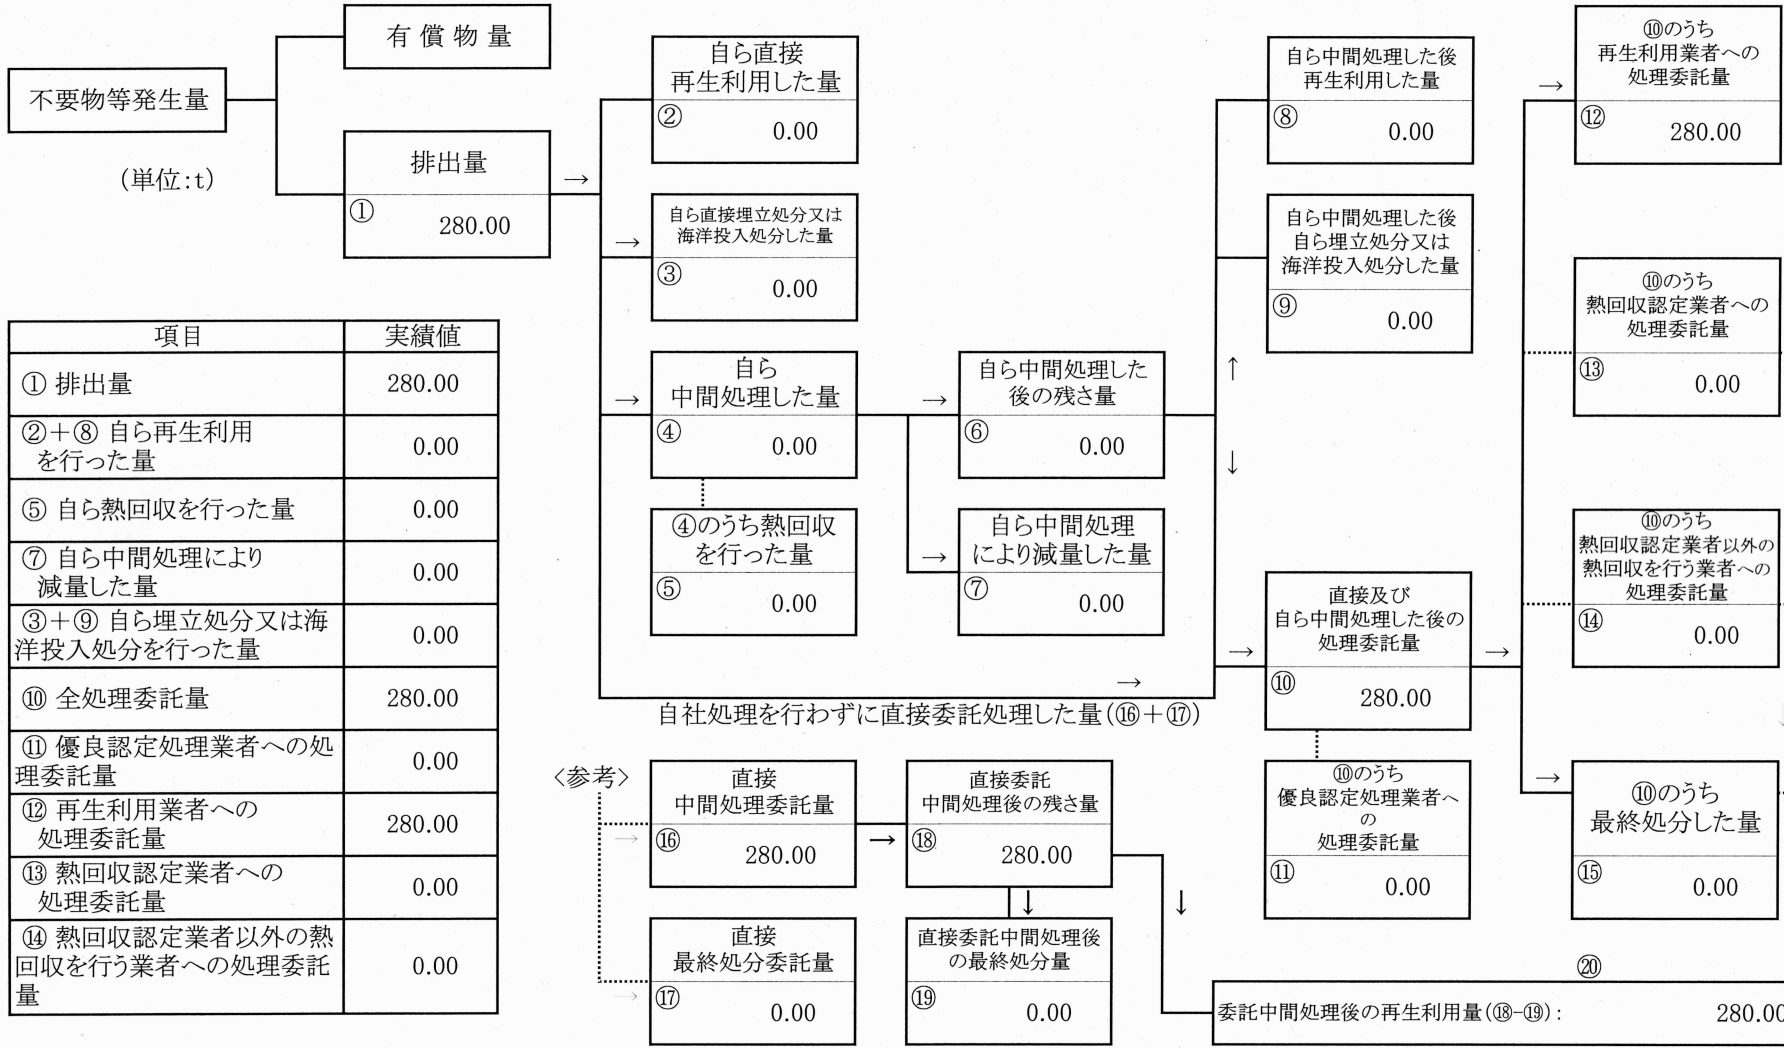 不要物等発生量
(単位:t)
有償物量
排出量
① 280.00
自ら直接
再生利用した量
② 0.00
自ら直接埋立処分又は
海洋投入処分した量
③ 0.00
自ら
中間処理した量
④ 0.00
④のうち熱回収
を行った量
⑤ 0.00
自ら中間処理した
後の残さ量
⑥ 0.00
自ら中間処理
により減量した量
⑦ 0.00
自ら中間処理した後
再生利用した量
⑧ 0.00
自ら中間処理した後
自ら埋立処分又は
海洋投入処分した量
⑨ 0.00
直接及び
自ら中間処理した後の
処理委託量
⑩ 280.00
⑩のうち
優良認定処理業者へ
の
処理委託量
⑪ 0.00
⑩のうち
再生利用業者への
処理委託量
⑫ 280.00
⑩のうち
熱回収認定業者への
処理委託量
⑬ 0.00
⑩のうち
熱回収認定業者以外の
熱回収を行う業者への
処理委託量
⑭ 0.00
⑩のうち
最終処分した量
⑮ 0.00
自社処理を行わずに直接委託処理した量(⑯+⑰)
<参考>
直接
中間処理委託量
⑯ 280.00
直接
最終処分委託量
⑰ 0.00
直接委託
中間処理後の残さ量
⑱ 280.00
直接委託中間処理後
の最終処分量
⑲ 0.00
⑳
委託中間処理後の再生利用量(⑱-⑲): 280.00
項目 実績値
① 排出量 280.00
②+⑧ 自ら再生利用
を行った量 0.00
⑤ 自ら熱回収を行った量 0.00
⑦ 自ら中間処理により
減量した量 0.00
③+⑨ 自ら埋立処分又は海
洋投入処分を行った量 0.00
⑩ 全処理委託量 280.00
⑪ 優良認定処理業者への処
理委託量 0.00
⑫ 再生利用業者への
処理委託量 280.00
⑬ 熱回収認定業者への
処理委託量 0.00
⑭ 熱回収認定業者以外の熱
回収を行う業者への処理委託
量 0.00